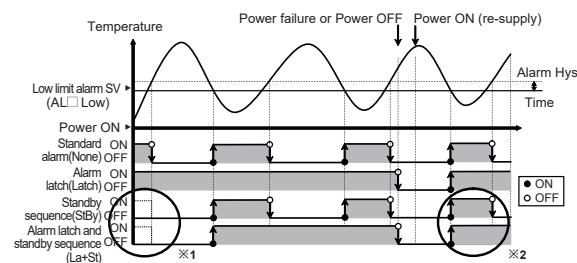 Temperature
Power failure or Power OFF
Power ON (re-supply)
Alarm Hys
Low limit alarm SV
(AL□ Low)
Time
Power ON
Standard alarm(None)
ON
OFF
Alarm latch(Latch)
ON
OFF
Standby sequence(StBy)
ON
OFF
Alarm latch and standby sequence (La+St)
ON
OFF
● ON
○ OFF
※1
※2